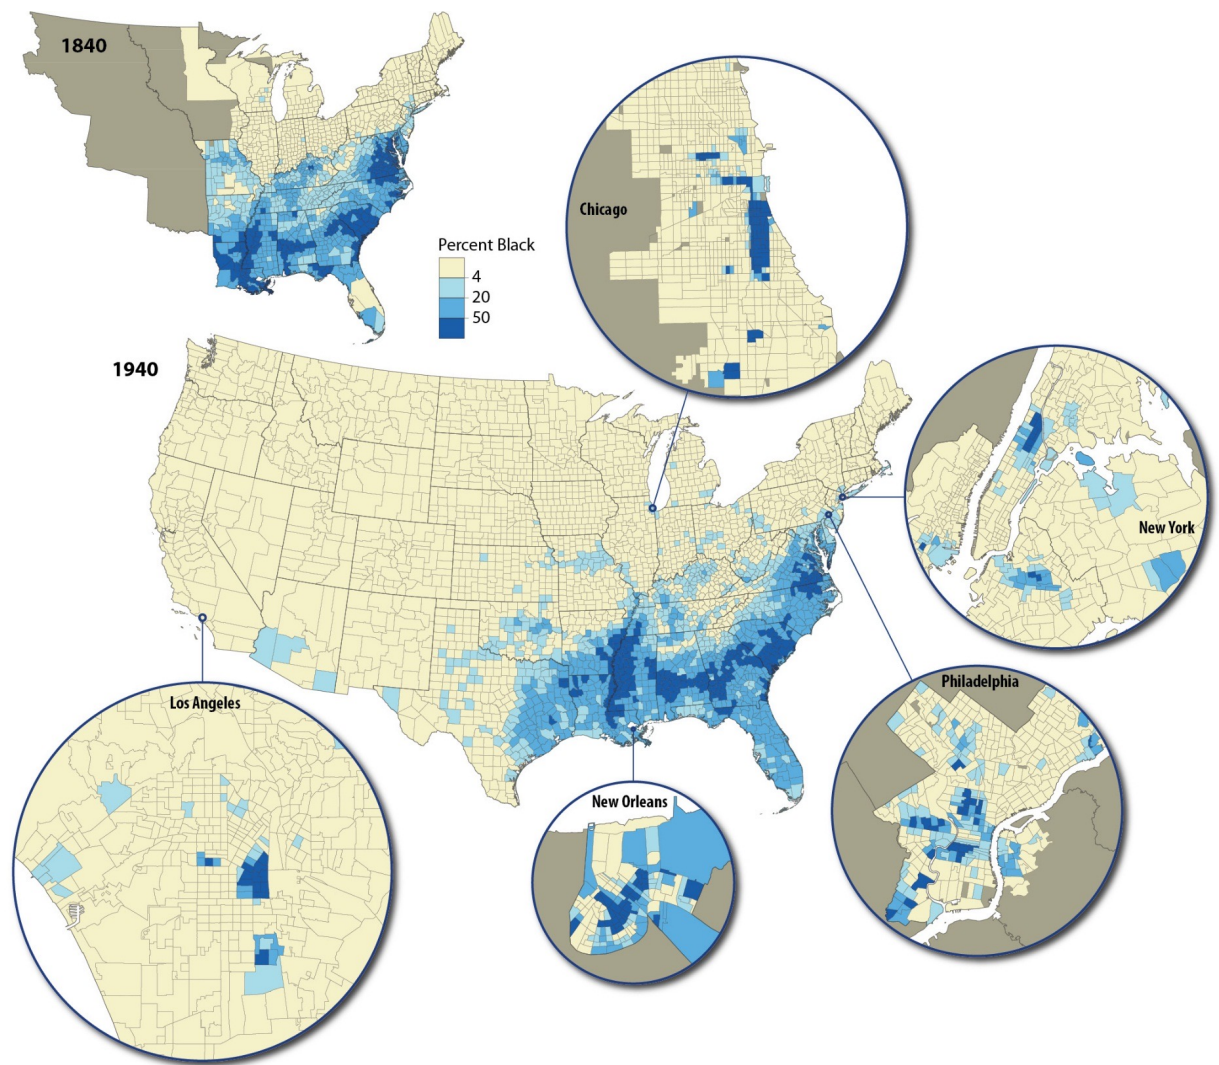 1840
Chicago
Percent Black
4
20
50
1940
New York
Philadelphia
Los Angeles
New Orleans